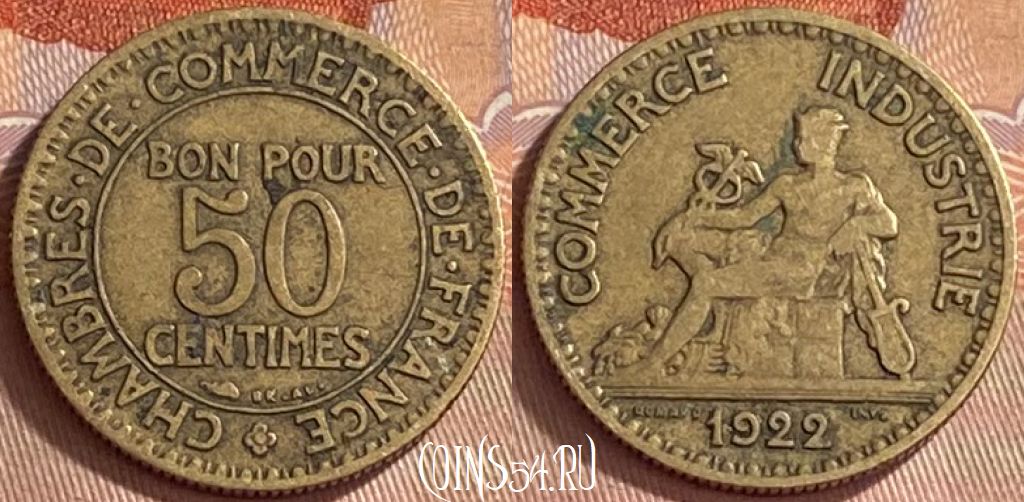 CHAMBRES·DE·COMMERCE·DE·FRANCE
BON POUR
50
CENTIMES
COMMERCE INDUSTRIE
1922
COINS54.RU